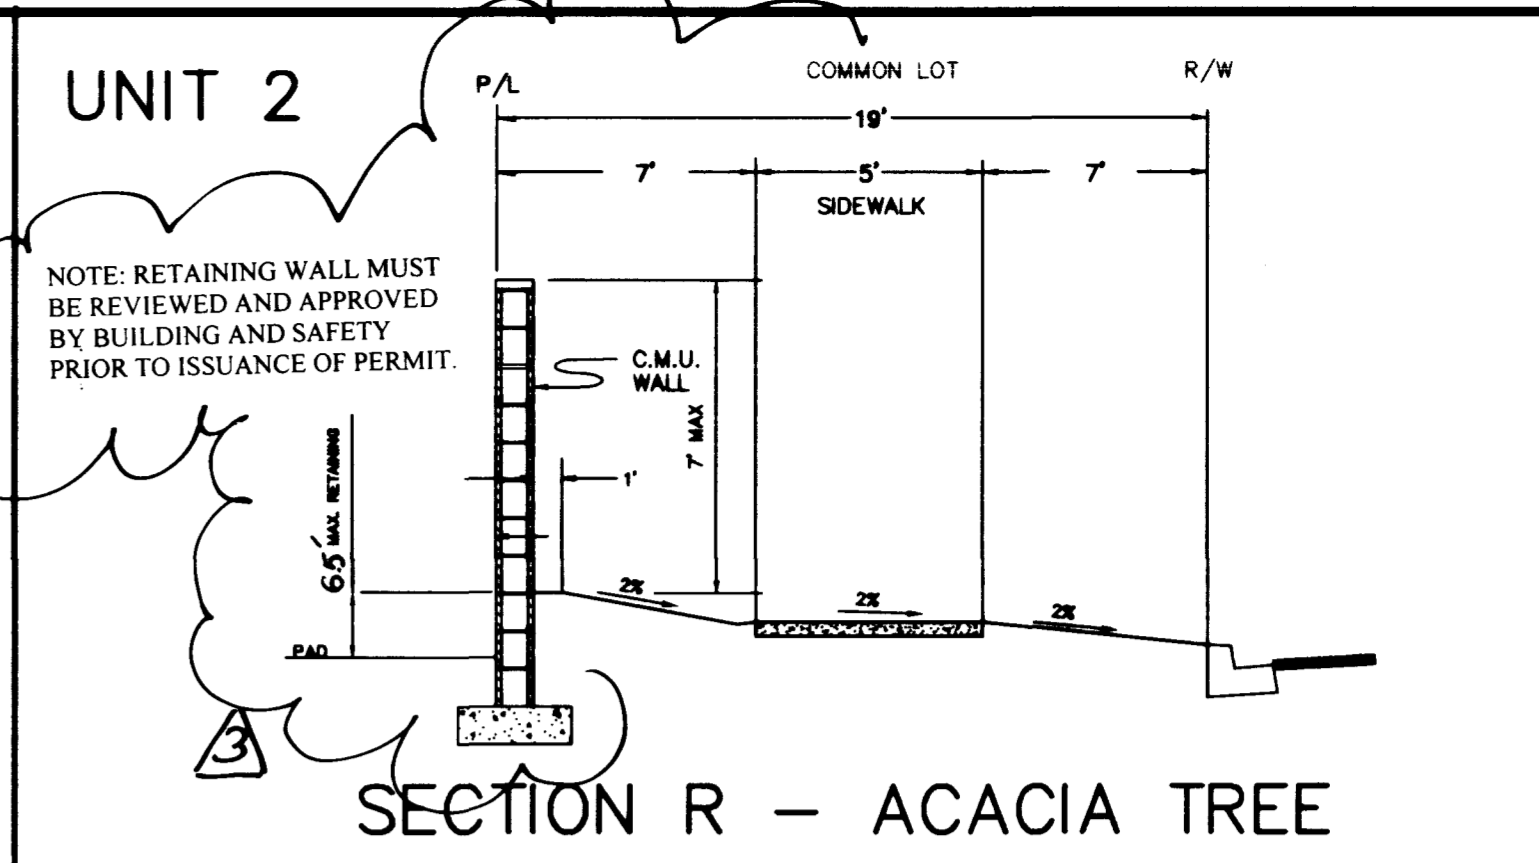 UNIT 2
P/L
COMMON LOT
R/W
19'
7'
5'
7'
SIDEWALK
NOTE: RETAINING WALL MUST
BE REVIEWED AND APPROVED
BY BUILDING AND SAFETY
PRIOR TO ISSUANCE OF PERMIT.
C.M.U.
WALL
7' MAX
1'
6.5' MAX. RETAINING
2%
2%
2%
PAD
3
SECTION R – ACACIA TREE